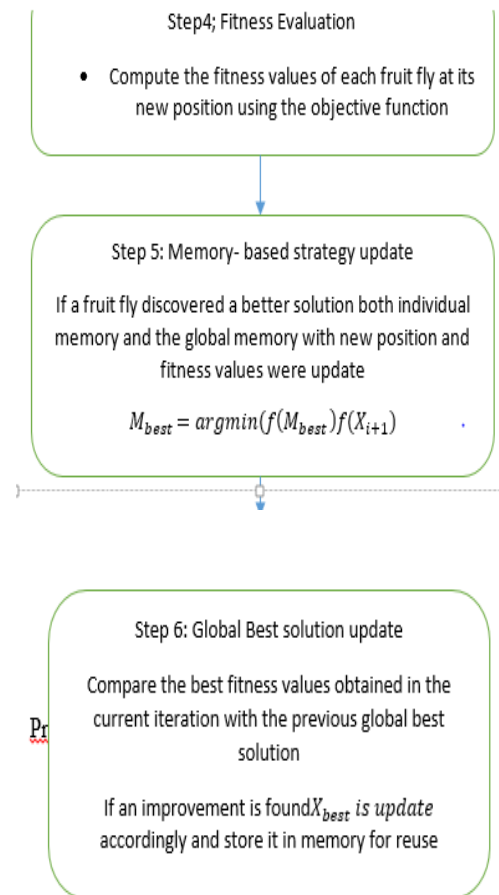 Step4; Fitness Evaluation
• Compute the fitness values of each fruit fly at its
new position using the objective function
Step 5: Memory- based strategy update
If a fruit fly discovered a better solution both individual
memory and the global memory with new position and
fitness values were update
M_best = argmin(f(M_best)f(X_{i+1})
Step 6: Global Best solution update
Compare the best fitness values obtained in the
current iteration with the previous global best
solution
Pr
If an improvement is foundX_best is update
accordingly and store it in memory for reuse